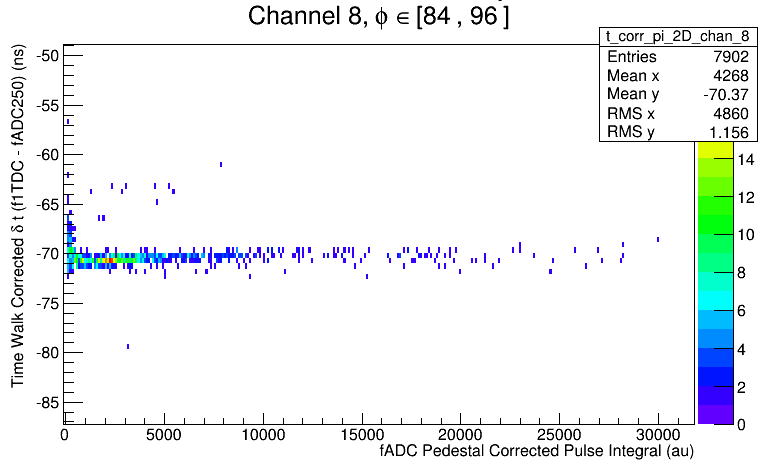 Channel 8, ϕ ∈ [84 , 96]
t_corr_pi_2D_chan_8
Entries 7902
Mean x 4268
Mean y -70.37
RMS x 4860
RMS y 1.156
Time Walk Corrected δ t (f1TDC - fADC250) (ns)
-50
-55
-60
-65
-70
-75
-80
-85
14
12
10
8
6
4
2
0
0 5000 10000 15000 20000 25000 30000
fADC Pedestal Corrected Pulse Integral (au)